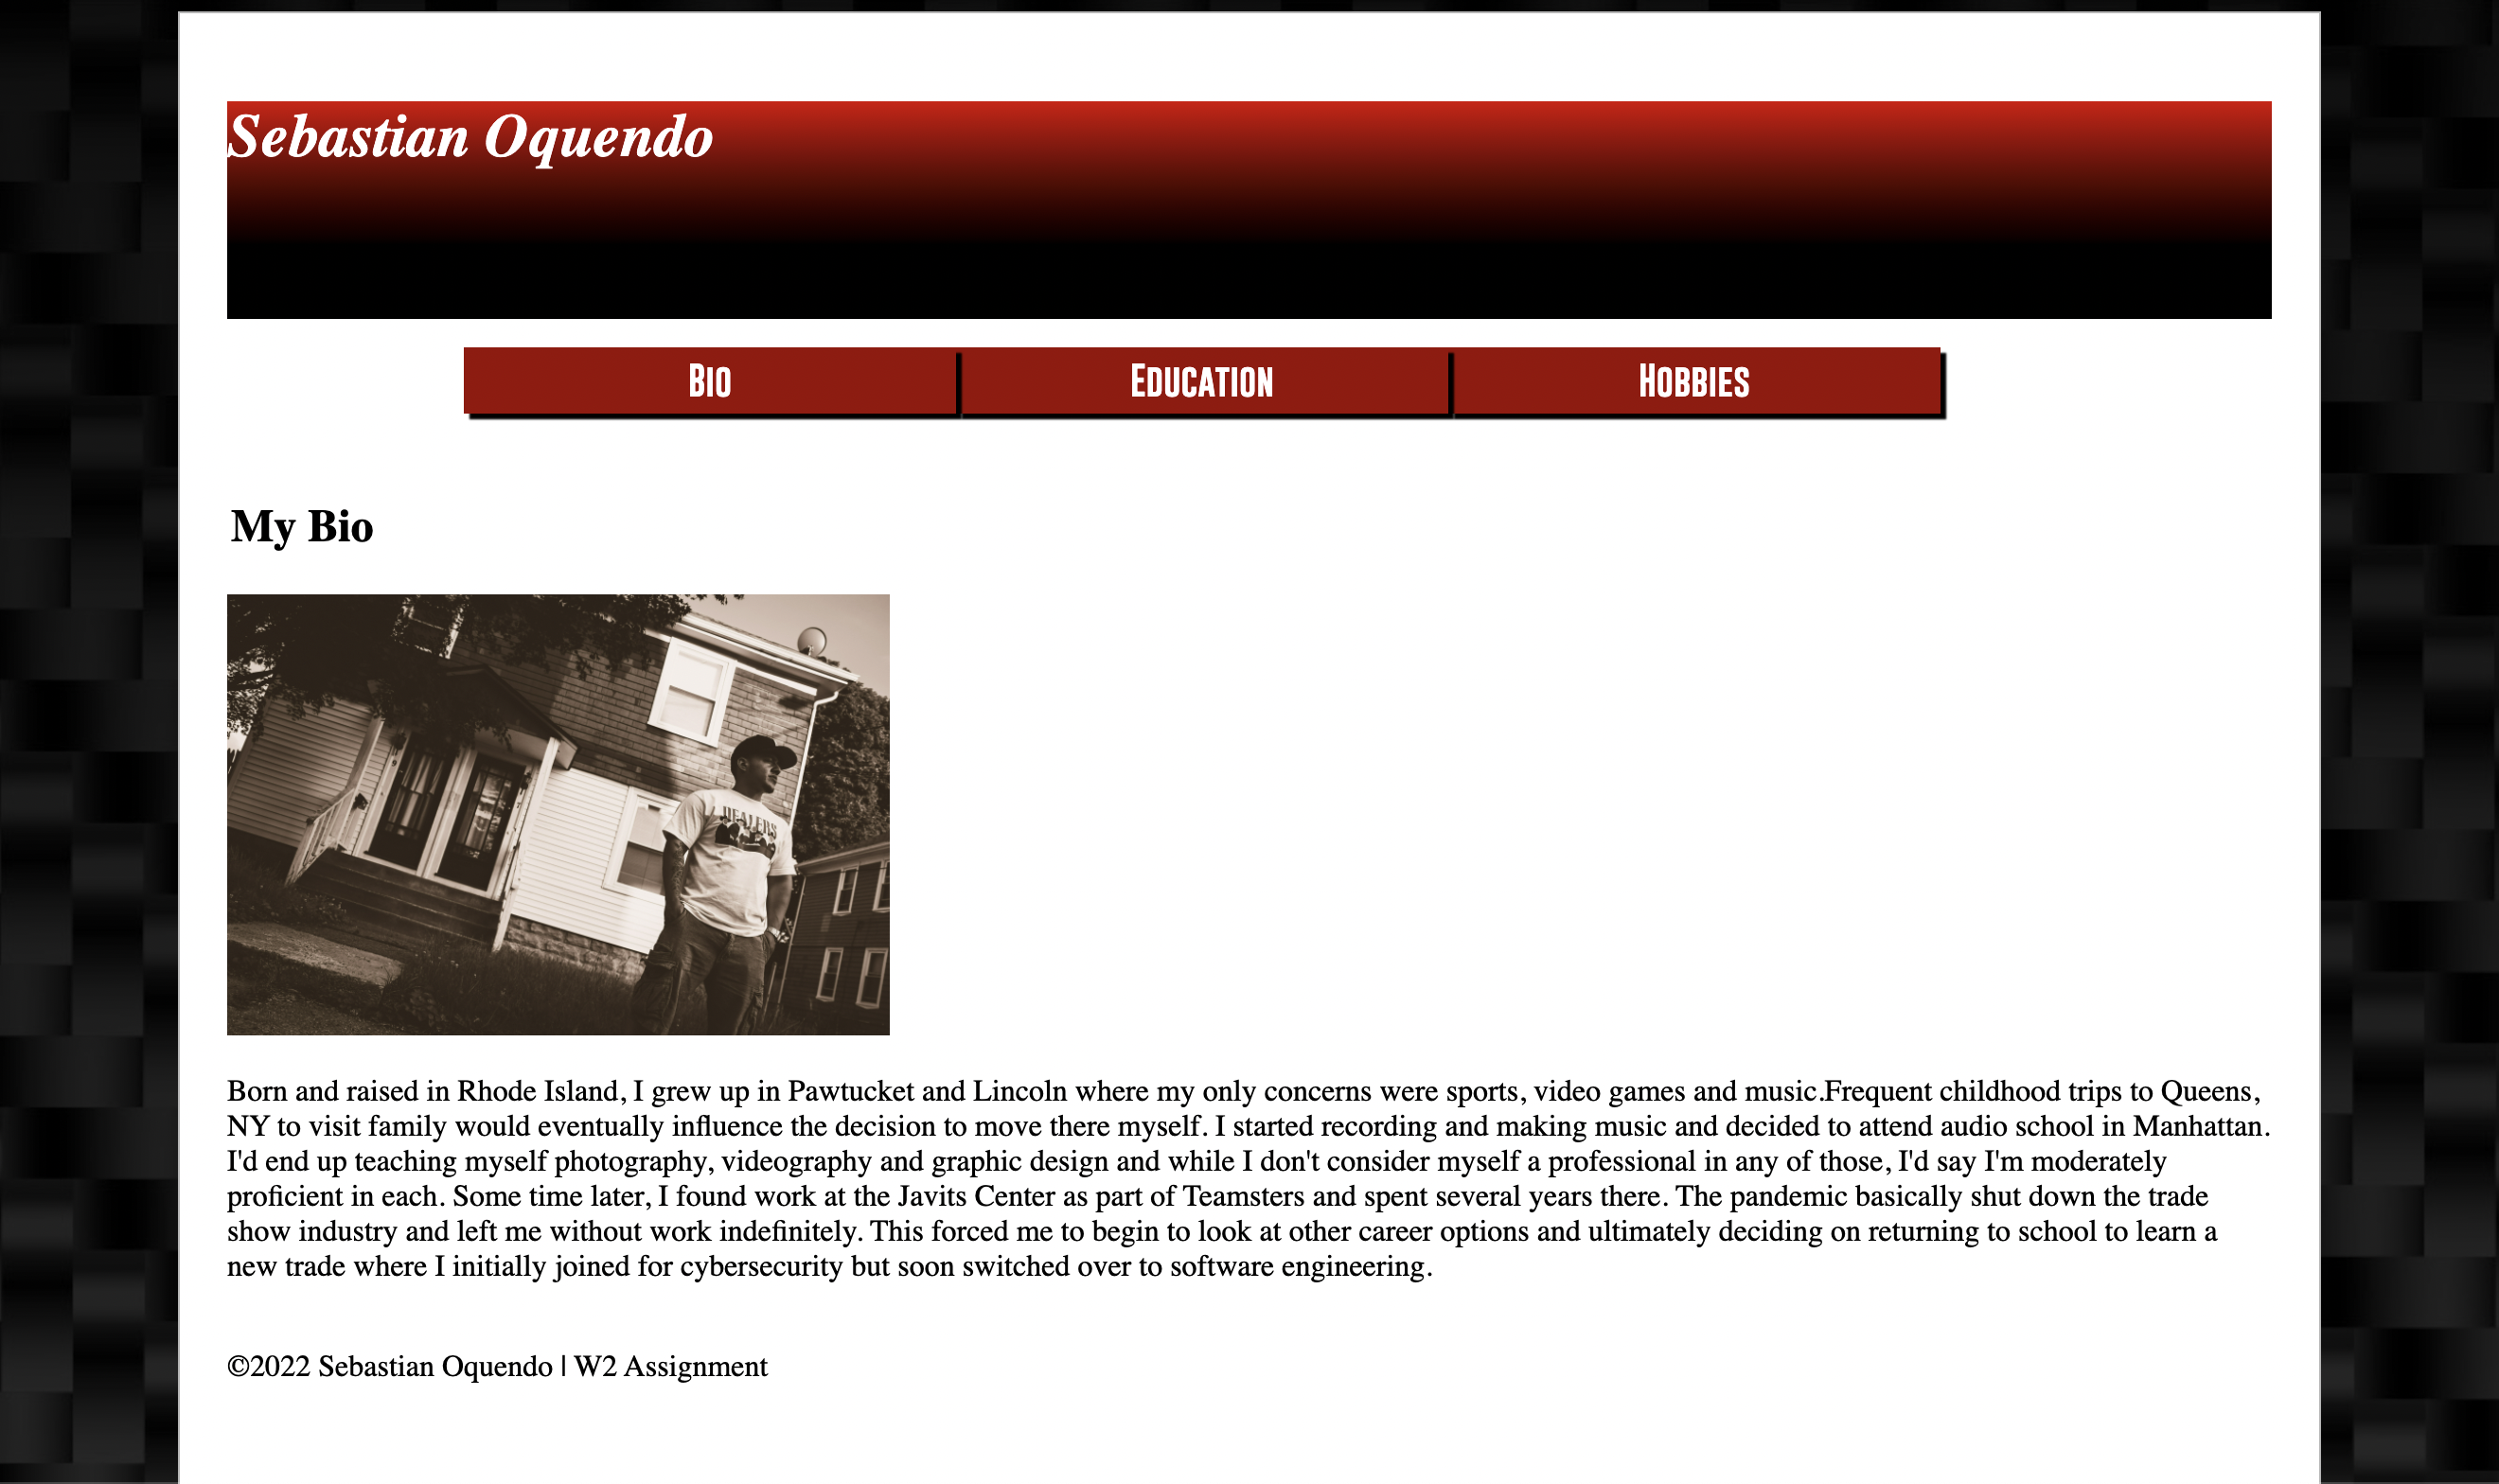 Sebastian Oquendo
Bio
Education
Hobbies
My Bio
DEALERS
Born and raised in Rhode Island, I grew up in Pawtucket and Lincoln where my only concerns were sports, video games and music.Frequent childhood trips to Queens,
NY to visit family would eventually influence the decision to move there myself. I started recording and making music and decided to attend audio school in Manhattan.
I'd end up teaching myself photography, videography and graphic design and while I don't consider myself a professional in any of those, I'd say I'm moderately
proficient in each. Some time later, I found work at the Javits Center as part of Teamsters and spent several years there. The pandemic basically shut down the trade
show industry and left me without work indefinitely. This forced me to begin to look at other career options and ultimately deciding on returning to school to learn a
new trade where I initially joined for cybersecurity but soon switched over to software engineering.
©2022 Sebastian Oquendo | W2 Assignment